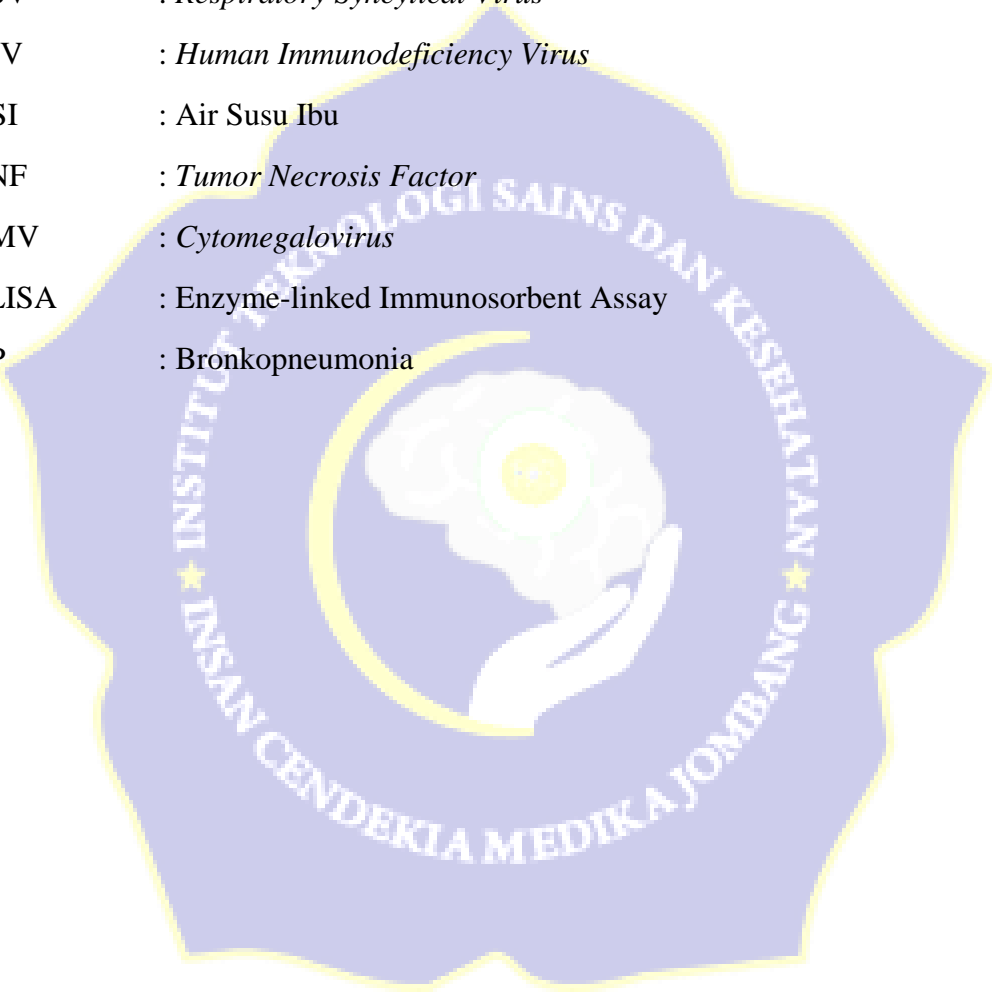 : Respiratory Syncytical Virus
V : Human Immunodeficiency Virus
SI : Air Susu Ibu
NF : Tumor Necrosis Factor
MV : Cytomegalovirus
LISA : Enzyme-linked Immunosorbent Assay
P : Bronkopneumonia
INSTITUT TEKNOLOGI SAINS DAN KESEHATAN
INSAN CENDEKIA MEDIKA JOMBANG